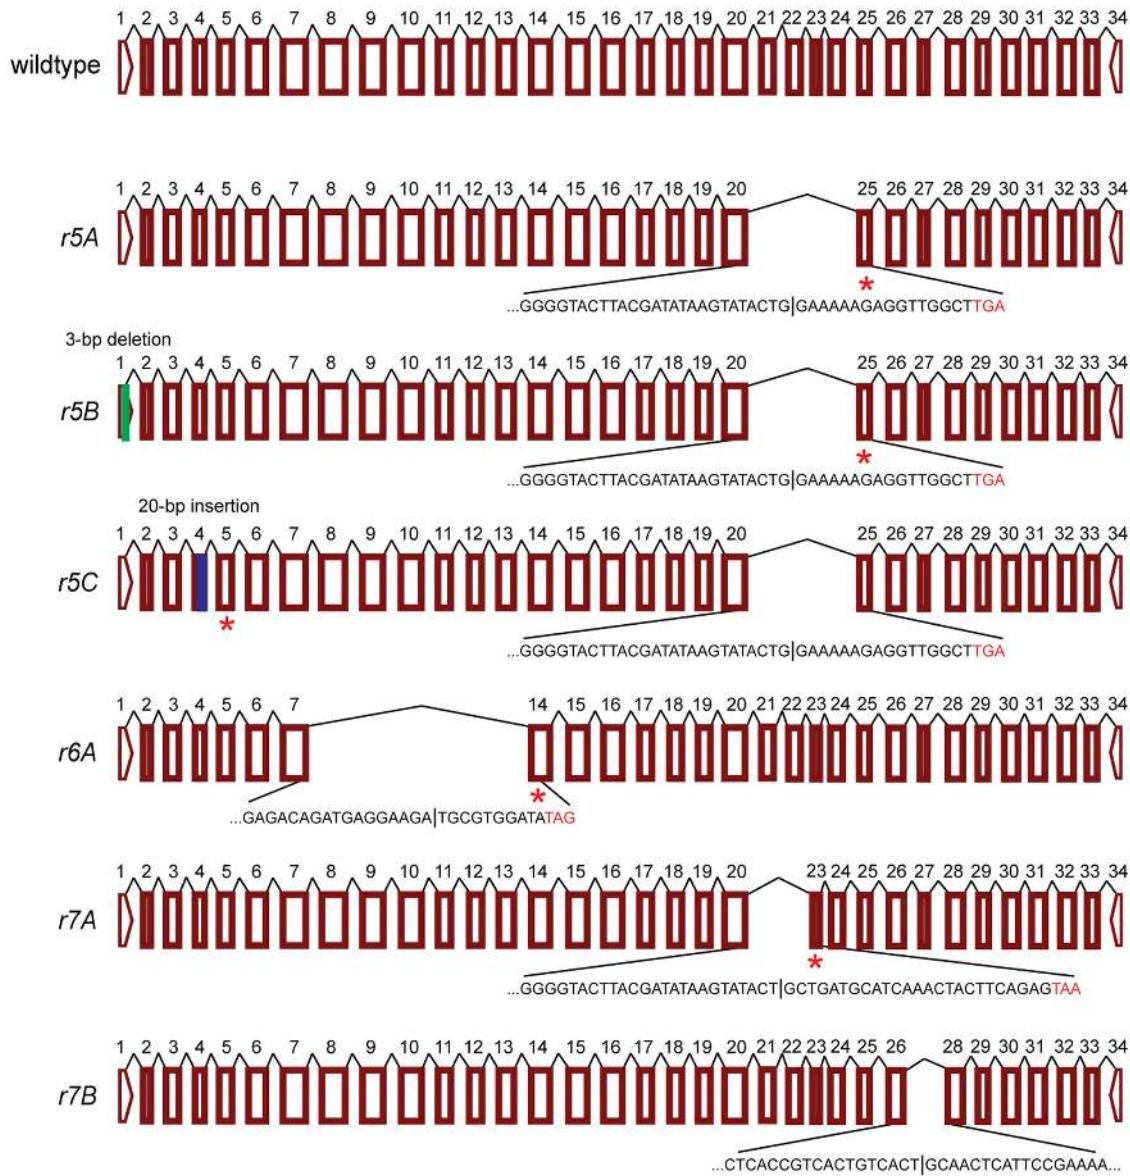 1 2 3 4 5 6 7 8 9 10 11 12 13 14 15 16 17 18 19 20 21 22 23 24 25 26 27 28 29 30 31 32 33 34
wildtype
1 2 3 4 5 6 7 8 9 10 11 12 13 14 15 16 17 18 19 20 25 26 27 28 29 30 31 32 33 34
r5A
*
...GGGGTACTTACGATATAAGTATACTG|GAAAAAGAGGTTGGCTTGA
3-bp deletion
1 2 3 4 5 6 7 8 9 10 11 12 13 14 15 16 17 18 19 20 25 26 27 28 29 30 31 32 33 34
r5B
*
...GGGGTACTTACGATATAAGTATACTG|GAAAAAGAGGTTGGCTTGA
20-bp insertion
1 2 3 4 5 6 7 8 9 10 11 12 13 14 15 16 17 18 19 20 25 26 27 28 29 30 31 32 33 34
r5C
*
...GGGGTACTTACGATATAAGTATACTG|GAAAAAGAGGTTGGCTTGA
1 2 3 4 5 6 7 14 15 16 17 18 19 20 21 22 23 24 25 26 27 28 29 30 31 32 33 34
r6A
*
...GAGACAGATGAGGAAGA|TGCGTGGATATAG
1 2 3 4 5 6 7 8 9 10 11 12 13 14 15 16 17 18 19 20 23 24 25 26 27 28 29 30 31 32 33 34
r7A
*
...GGGGTACTTACGATATAAGTATACT|GCTGATGCATCAAACTACTTCAGAGTAA
1 2 3 4 5 6 7 8 9 10 11 12 13 14 15 16 17 18 19 20 21 22 23 24 25 26 28 29 30 31 32 33 34
r7B
...CTCACCGTCACTGTCACT|GCAACTCATTCCGAAAA...